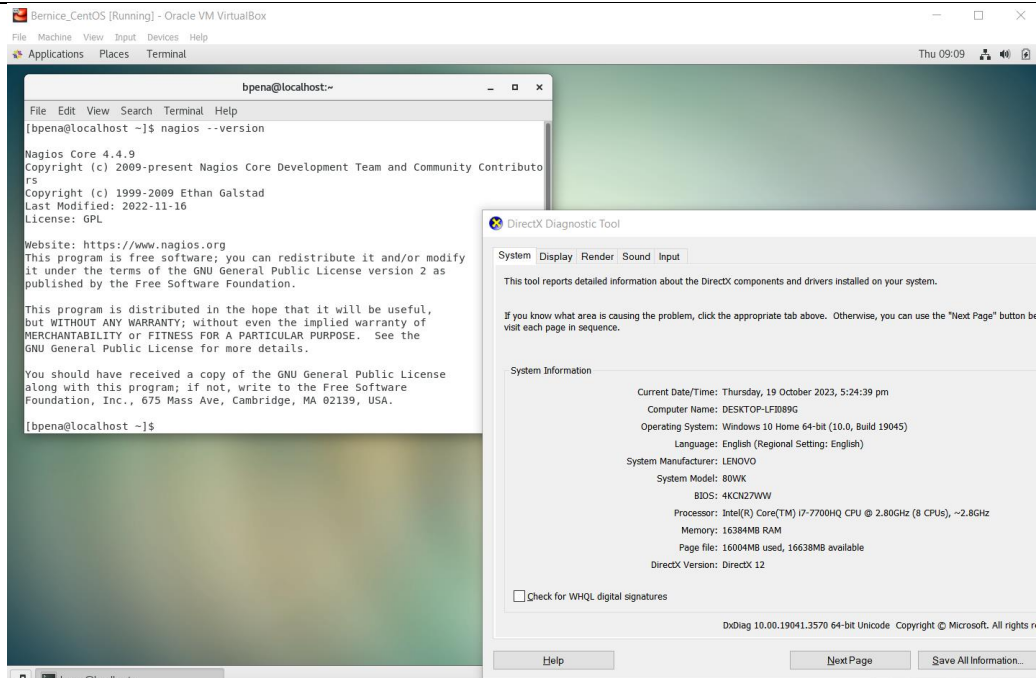 Bernice_CentOS [Running] - Oracle VM VirtualBox
File Machine View Input Devices Help
Applications Places Terminal
Thu 09:09
bpena@localhost:~
File Edit View Search Terminal Help
[bpena@localhost ~]$ nagios --version
Nagios Core 4.4.9
Copyright (c) 2009-present Nagios Core Development Team and Community Contributo
rs
Copyright (c) 1999-2009 Ethan Galstad
Last Modified: 2022-11-16
License: GPL
Website: https://www.nagios.org
This program is free software; you can redistribute it and/or modify
it under the terms of the GNU General Public License version 2 as
published by the Free Software Foundation.
This program is distributed in the hope that it will be useful,
but WITHOUT ANY WARRANTY; without even the implied warranty of
MERCHANTABILITY or FITNESS FOR A PARTICULAR PURPOSE. See the
GNU General Public License for more details.
You should have received a copy of the GNU General Public License
along with this program; if not, write to the Free Software
Foundation, Inc., 675 Mass Ave, Cambridge, MA 02139, USA.
[bpena@localhost ~]$
DirectX Diagnostic Tool
System Display Render Sound Input
This tool reports detailed information about the DirectX components and drivers installed on your system.
If you know what area is causing the problem, click the appropriate tab above. Otherwise, you can use the "Next Page" button be
visit each page in sequence.
System Information
Current Date/Time: Thursday, 19 October 2023, 5:24:39 pm
Computer Name: DESKTOP-LFI089G
Operating System: Windows 10 Home 64-bit (10.0, Build 19045)
Language: English (Regional Setting: English)
System Manufacturer: LENOVO
System Model: 80WK
BIOS: 4KCN27WW
Processor: Intel(R) Core(TM) i7-7700HQ CPU @ 2.80GHz (8 CPUs), ~2.8GHz
Memory: 16384MB RAM
Page file: 16004MB used, 16638MB available
DirectX Version: DirectX 12
Check for WHQL digital signatures
DxDiag 10.00.19041.3570 64-bit Unicode Copyright © Microsoft. All rights re
Help
Next Page
Save All Information...